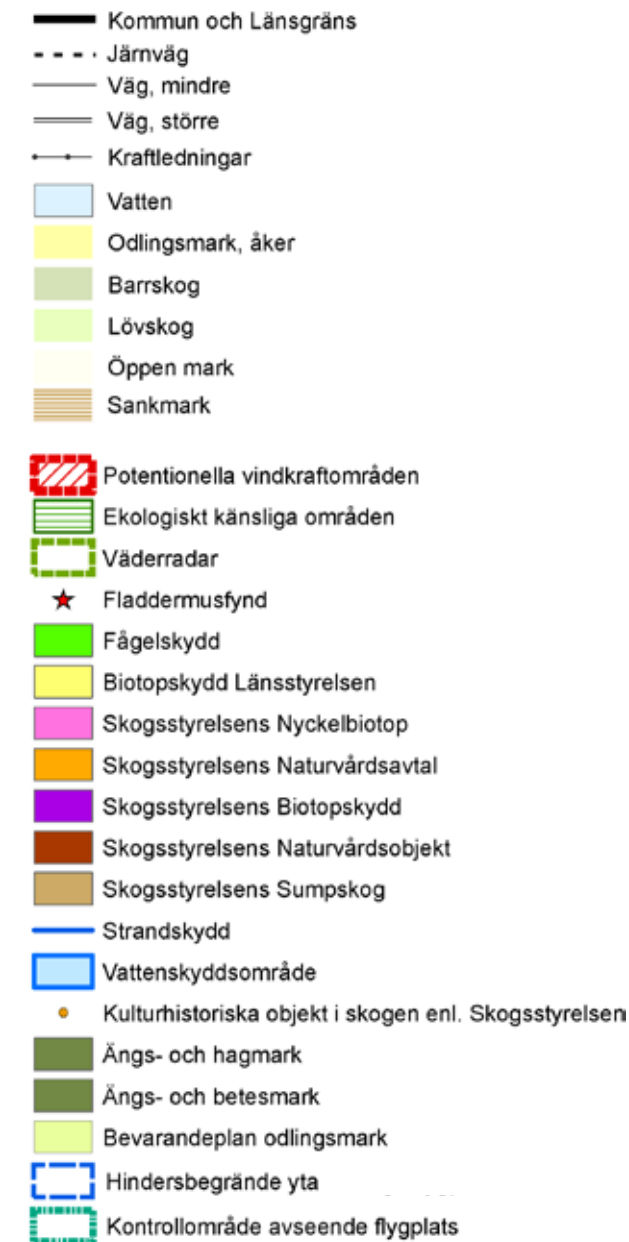 Kommun och Länsgräns
Järnväg
Väg, mindre
Väg, större
Kraftledningar
Vatten
Odlingsmark, åker
Barrskog
Lövskog
Öppen mark
Sankmark
Potentionella vindkraftområden
Ekologiskt känsliga områden
Väderradar
Fladdermusfynd
Fågelskydd
Biotopskydd Länsstyrelsen
Skogsstyrelsens Nyckelbiotop
Skogsstyrelsens Naturvårdsavtal
Skogsstyrelsens Biotopskydd
Skogsstyrelsens Naturvårdsobjekt
Skogsstyrelsens Sumpskog
Strandskydd
Vattenskyddsområde
Kulturhistoriska objekt i skogen enl. Skogsstyrelsen
Ängs- och hagmark
Ängs- och betesmark
Bevarandeplan odlingsmark
Hindersbegrände yta
Kontrollområde avseende flygplats